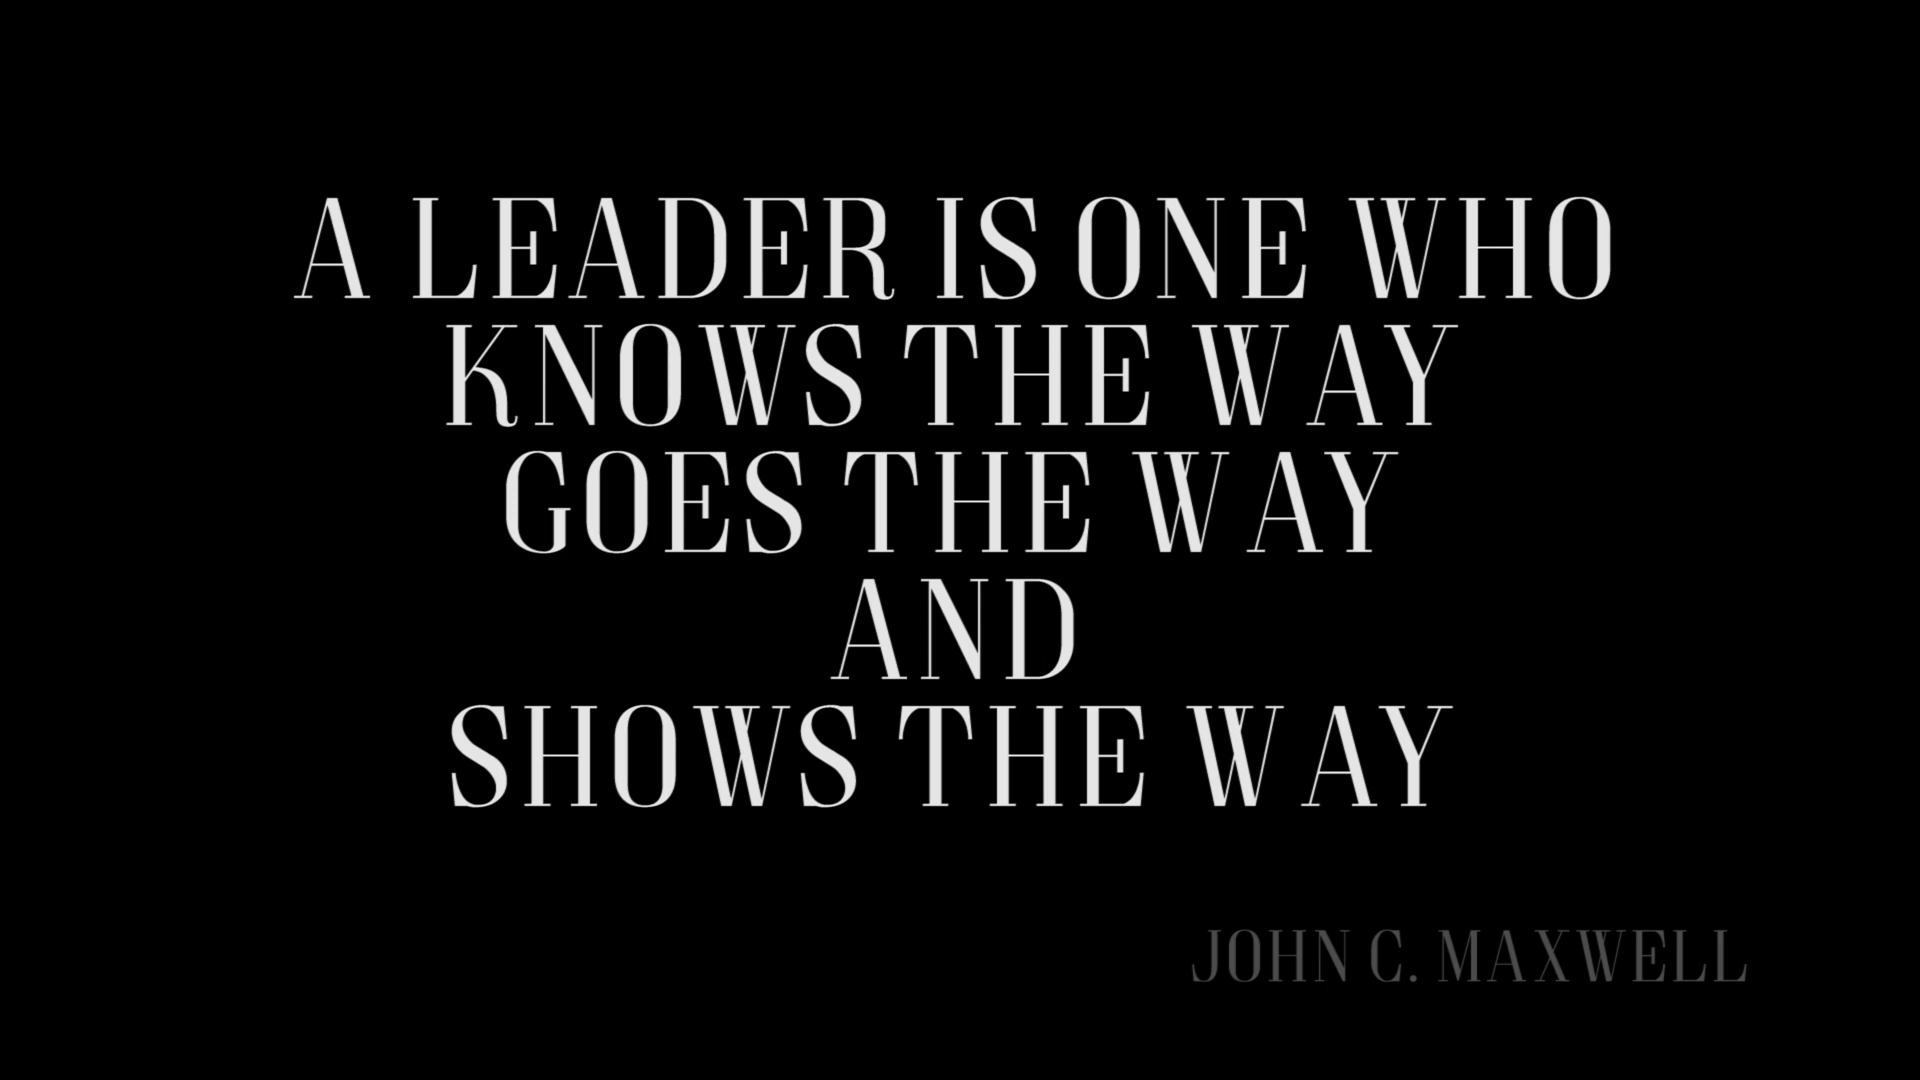 A LEADER IS ONE WHO
KNOWS THE WAY
GOES THE WAY
AND
SHOWS THE WAY
JOHN C. MAXWELL